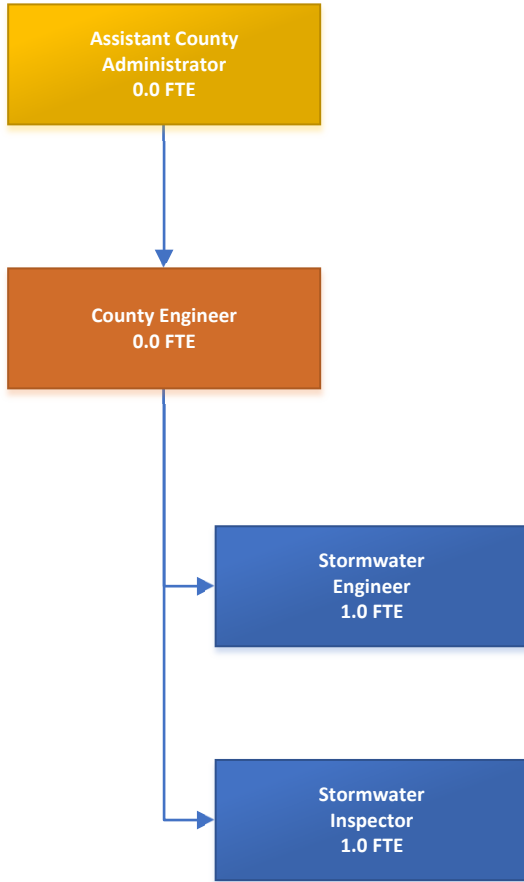 Assistant County
Administrator
0.0 FTE
County Engineer
0.0 FTE
Stormwater
Engineer
1.0 FTE
Stormwater
Inspector
1.0 FTE